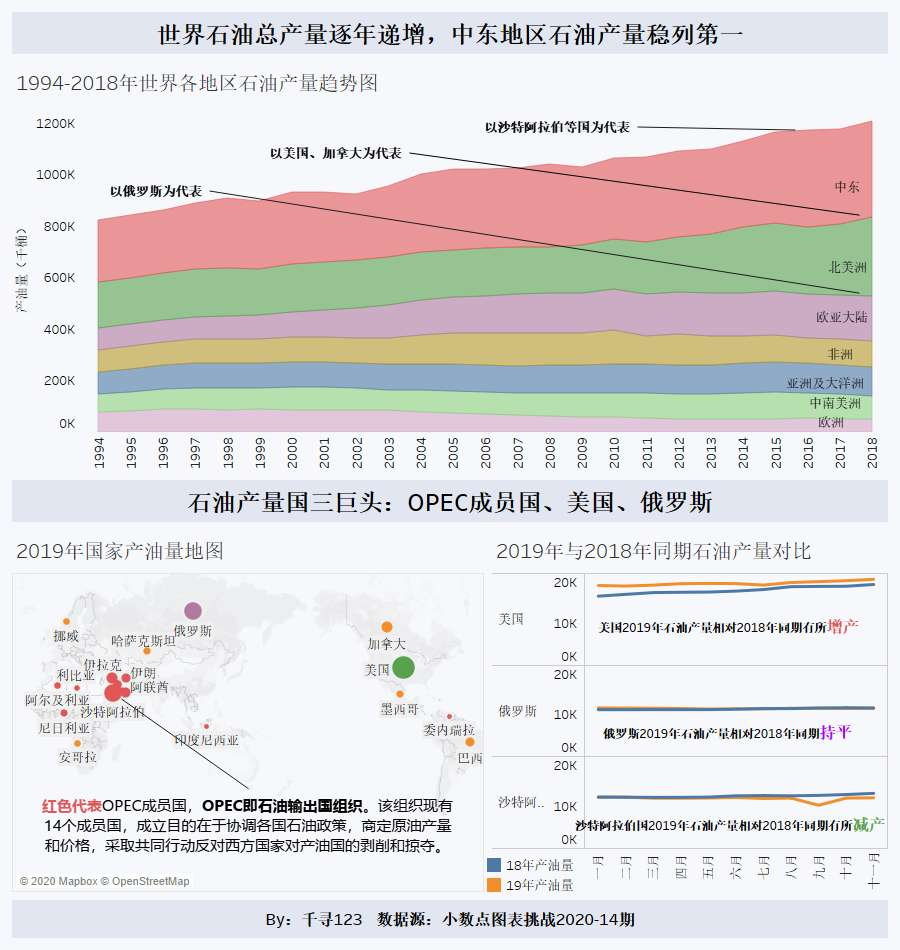 世界石油总产量逐年递增，中东地区石油产量稳列第一
1994-2018年世界各地区石油产量趋势图
1200K
以沙特阿拉伯等国为代表
以美国、加拿大为代表
1000K
以俄罗斯为代表
中东
800K
北美洲
600K
产油量（千桶）
欧亚大陆
400K
非洲
200K
亚洲及大洋洲
中南美洲
欧洲
0K
1994
1995
1996
1997
1998
1999
2000
2001
2002
2003
2004
2005
2006
2007
2008
2009
2010
2011
2012
2013
2014
2015
2016
2017
2018
石油产量国三巨头：OPEC成员国、美国、俄罗斯
2019年国家产油量地图
挪威
俄罗斯
哈萨克斯坦
加拿大
伊拉克
伊朗
美国
利比亚
阿联酋
阿尔及利亚
沙特阿拉伯
墨西哥
尼日利亚
印度尼西亚
委内瑞拉
安哥拉
巴西
红色代表OPEC成员国，OPEC即石油输出国组织。该组织现有
14个成员国，成立目的在于协调各国石油政策，商定原油产量
和价格，采取共同行动反对西方国家对产油国的剥削和掠夺。
© 2020 Mapbox © OpenStreetMap
2019年与2018年同期石油产量对比
20K
美国
10K
美国2019年石油产量相对2018年同期有所增产
0K
20K
俄罗斯
10K
俄罗斯2019年石油产量相对2018年同期持平
0K
20K
沙特阿..
10K
沙特阿拉伯国2019年石油产量相对2018年同期有所减产
0K
一月
二月
三月
四月
五月
六月
七月
八月
九月
十月
十一月
18年产油量
19年产油量
By：千寻123 数据源：小数点图表挑战2020-14期